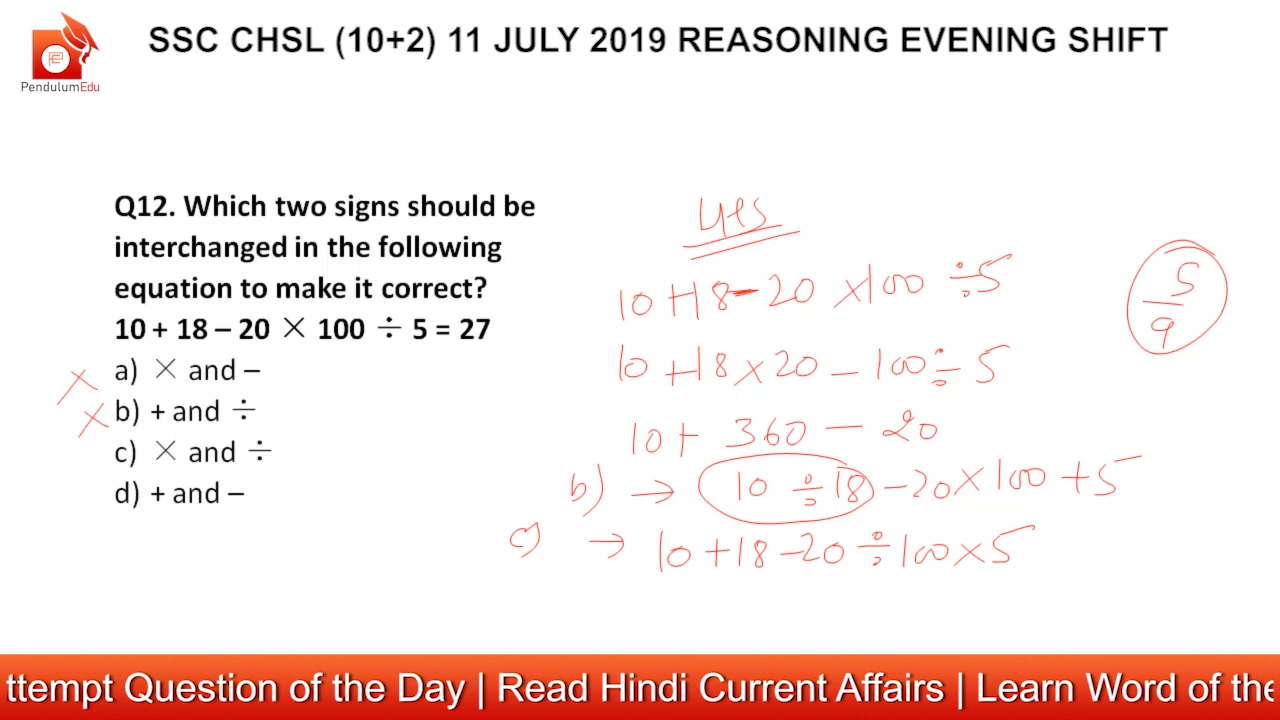 SSC CHSL (10+2) 11 JULY 2019 REASONING EVENING SHIFT
PendulumEdu
Q12. Which two signs should be
interchanged in the following
equation to make it correct?
10 + 18 – 20 × 100 ÷ 5 = 27
a) × and –
b) + and ÷
c) × and ÷
d) + and –
yes
10 + 18 - 20 × 100 ÷ 5
10 + 18 × 20 - 100 ÷ 5
10 + 360 - 20
b) → 10 ÷ 18 - 20 × 100 + 5
c) → 10 + 18 - 20 ÷ 100 × 5
5
9
ttempt Question of the Day | Read Hindi Current Affairs | Learn Word of the